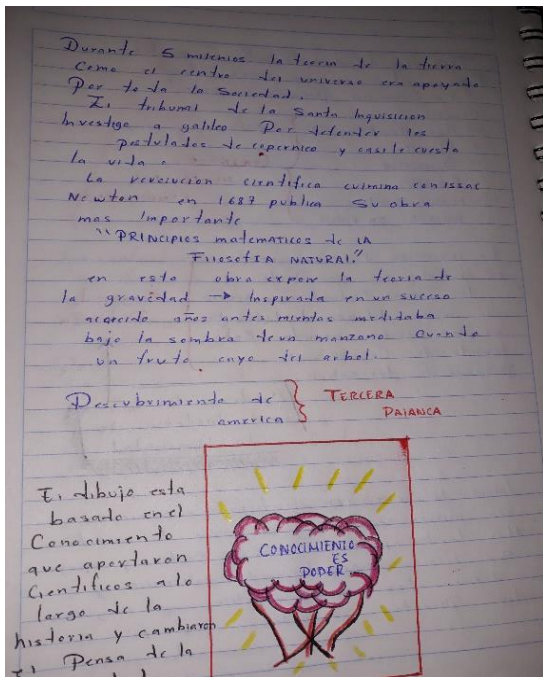 Durante 5 milenios la teoria de la tierra
Como el centro del universo era apoyado
Por toda la Sociedad.
El tribunal de la Santa Inquisicion
Investigo a galileo Por defender los
postulados de copernico y casi le cuesta
la vida.
La revolucion cientifica culmina con Issac
Newton en 1687 publica Su obra
mas importante
"PRINCIPIOS matematicos de LA
FILOSOFIA NATURAL."
en esta obra expon la teoria de
la gravedad → Inspirada en un suceso
acaecido años antes mientas meditaba
bajo la sombra de un manzano cuando
un fruto cayo del arbol.
Descubrimiento de
america } TERCERA
PALANCA
El dibujo esta
basado en el
Conocimiento
que aportaron
Cientificos a lo
largo de la
historia y cambiaron
El Pensa de la
CONOCIMIENTO
ES
PODER